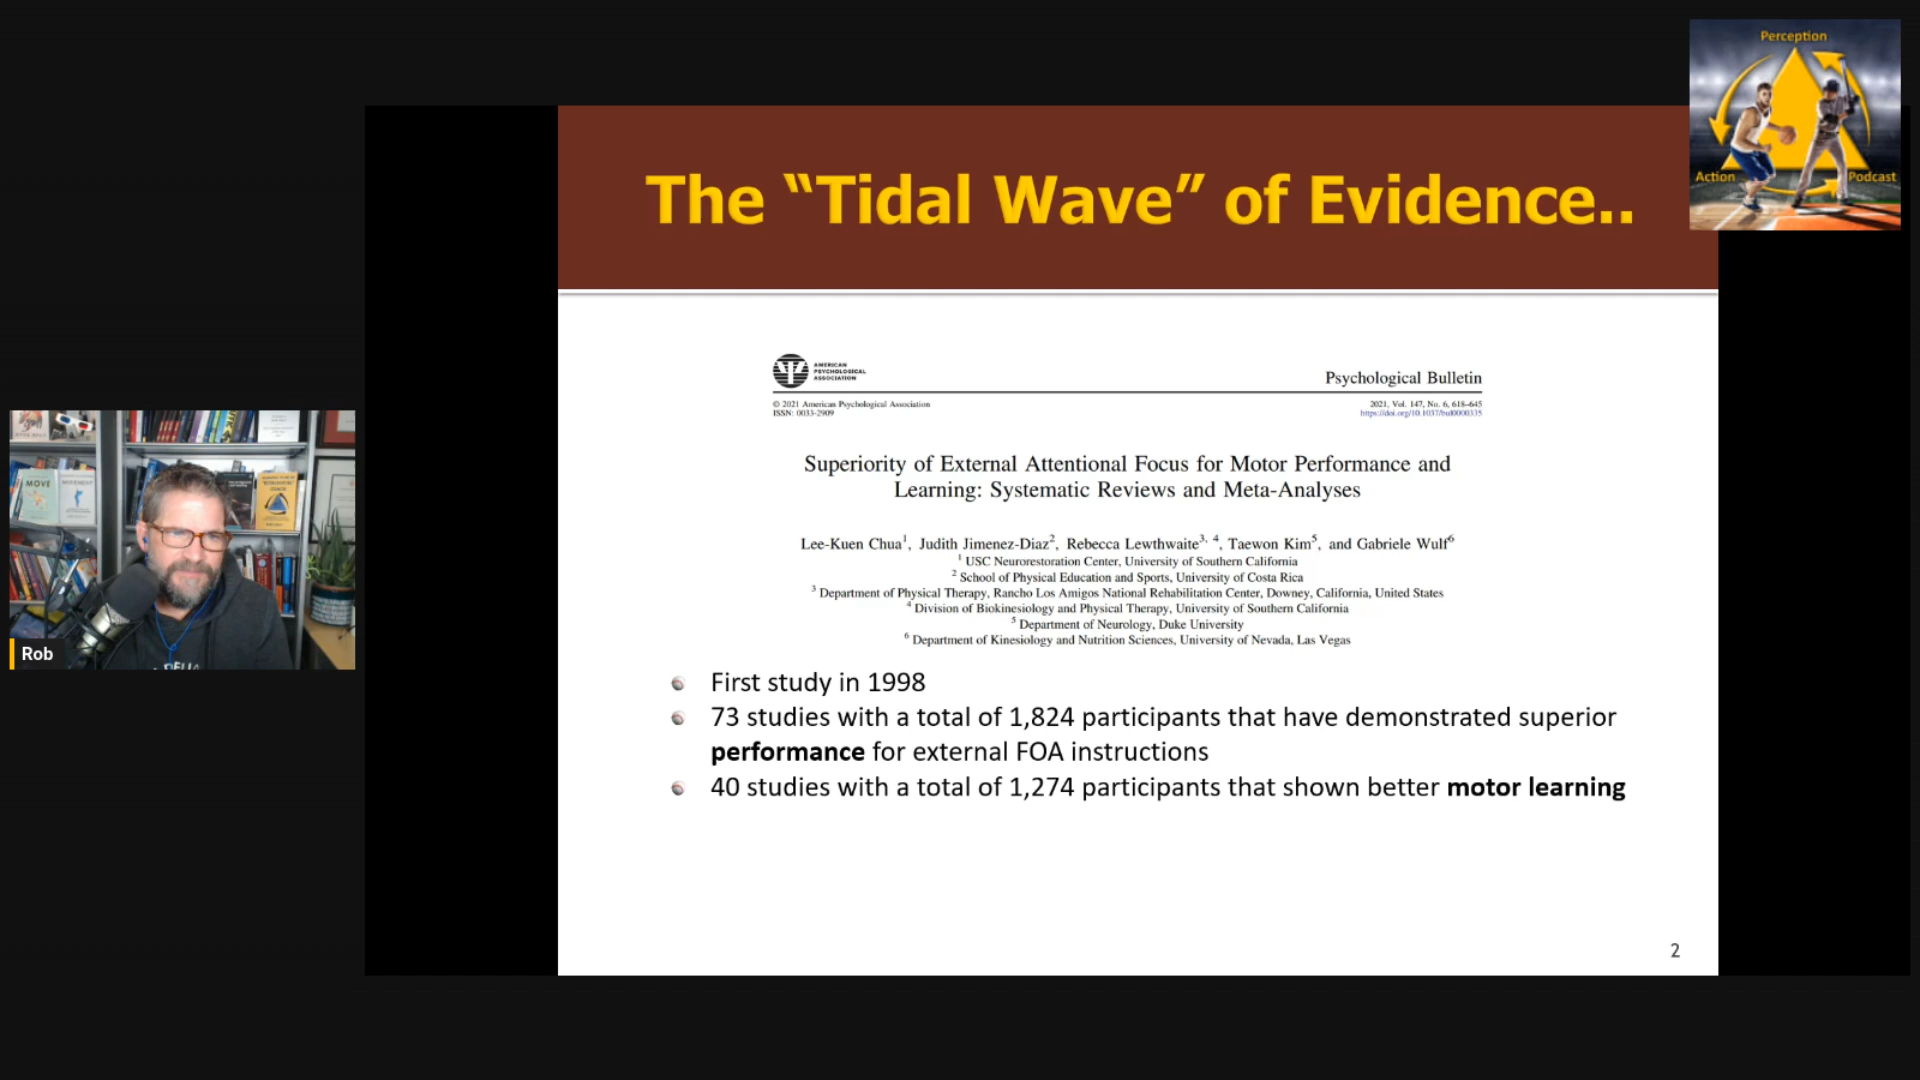 Perception
Action
Podcast
The “Tidal Wave” of Evidence..
AMERICAN
PSYCHOLOGICAL
ASSOCIATION
Psychological Bulletin
© 2021 American Psychological Association
ISSN: 0033-2909
2021, Vol. 147, No. 6, 618–645
https://doi.org/10.1037/bul0000335
Superiority of External Attentional Focus for Motor Performance and
Learning: Systematic Reviews and Meta-Analyses
Lee-Kuen Chua1, Judith Jimenez-Diaz2, Rebecca Lewthwaite3, 4, Taewon Kim5, and Gabriele Wulf6
1 USC Neurorestoration Center, University of Southern California
2 School of Physical Education and Sports, University of Costa Rica
3 Department of Physical Therapy, Rancho Los Amigos National Rehabilitation Center, Downey, California, United States
4 Division of Biokinesiology and Physical Therapy, University of Southern California
5 Department of Neurology, Duke University
6 Department of Kinesiology and Nutrition Sciences, University of Nevada, Las Vegas
First study in 1998
73 studies with a total of 1,824 participants that have demonstrated superior
performance for external FOA instructions
40 studies with a total of 1,274 participants that shown better motor learning
2
MOVE
Rob